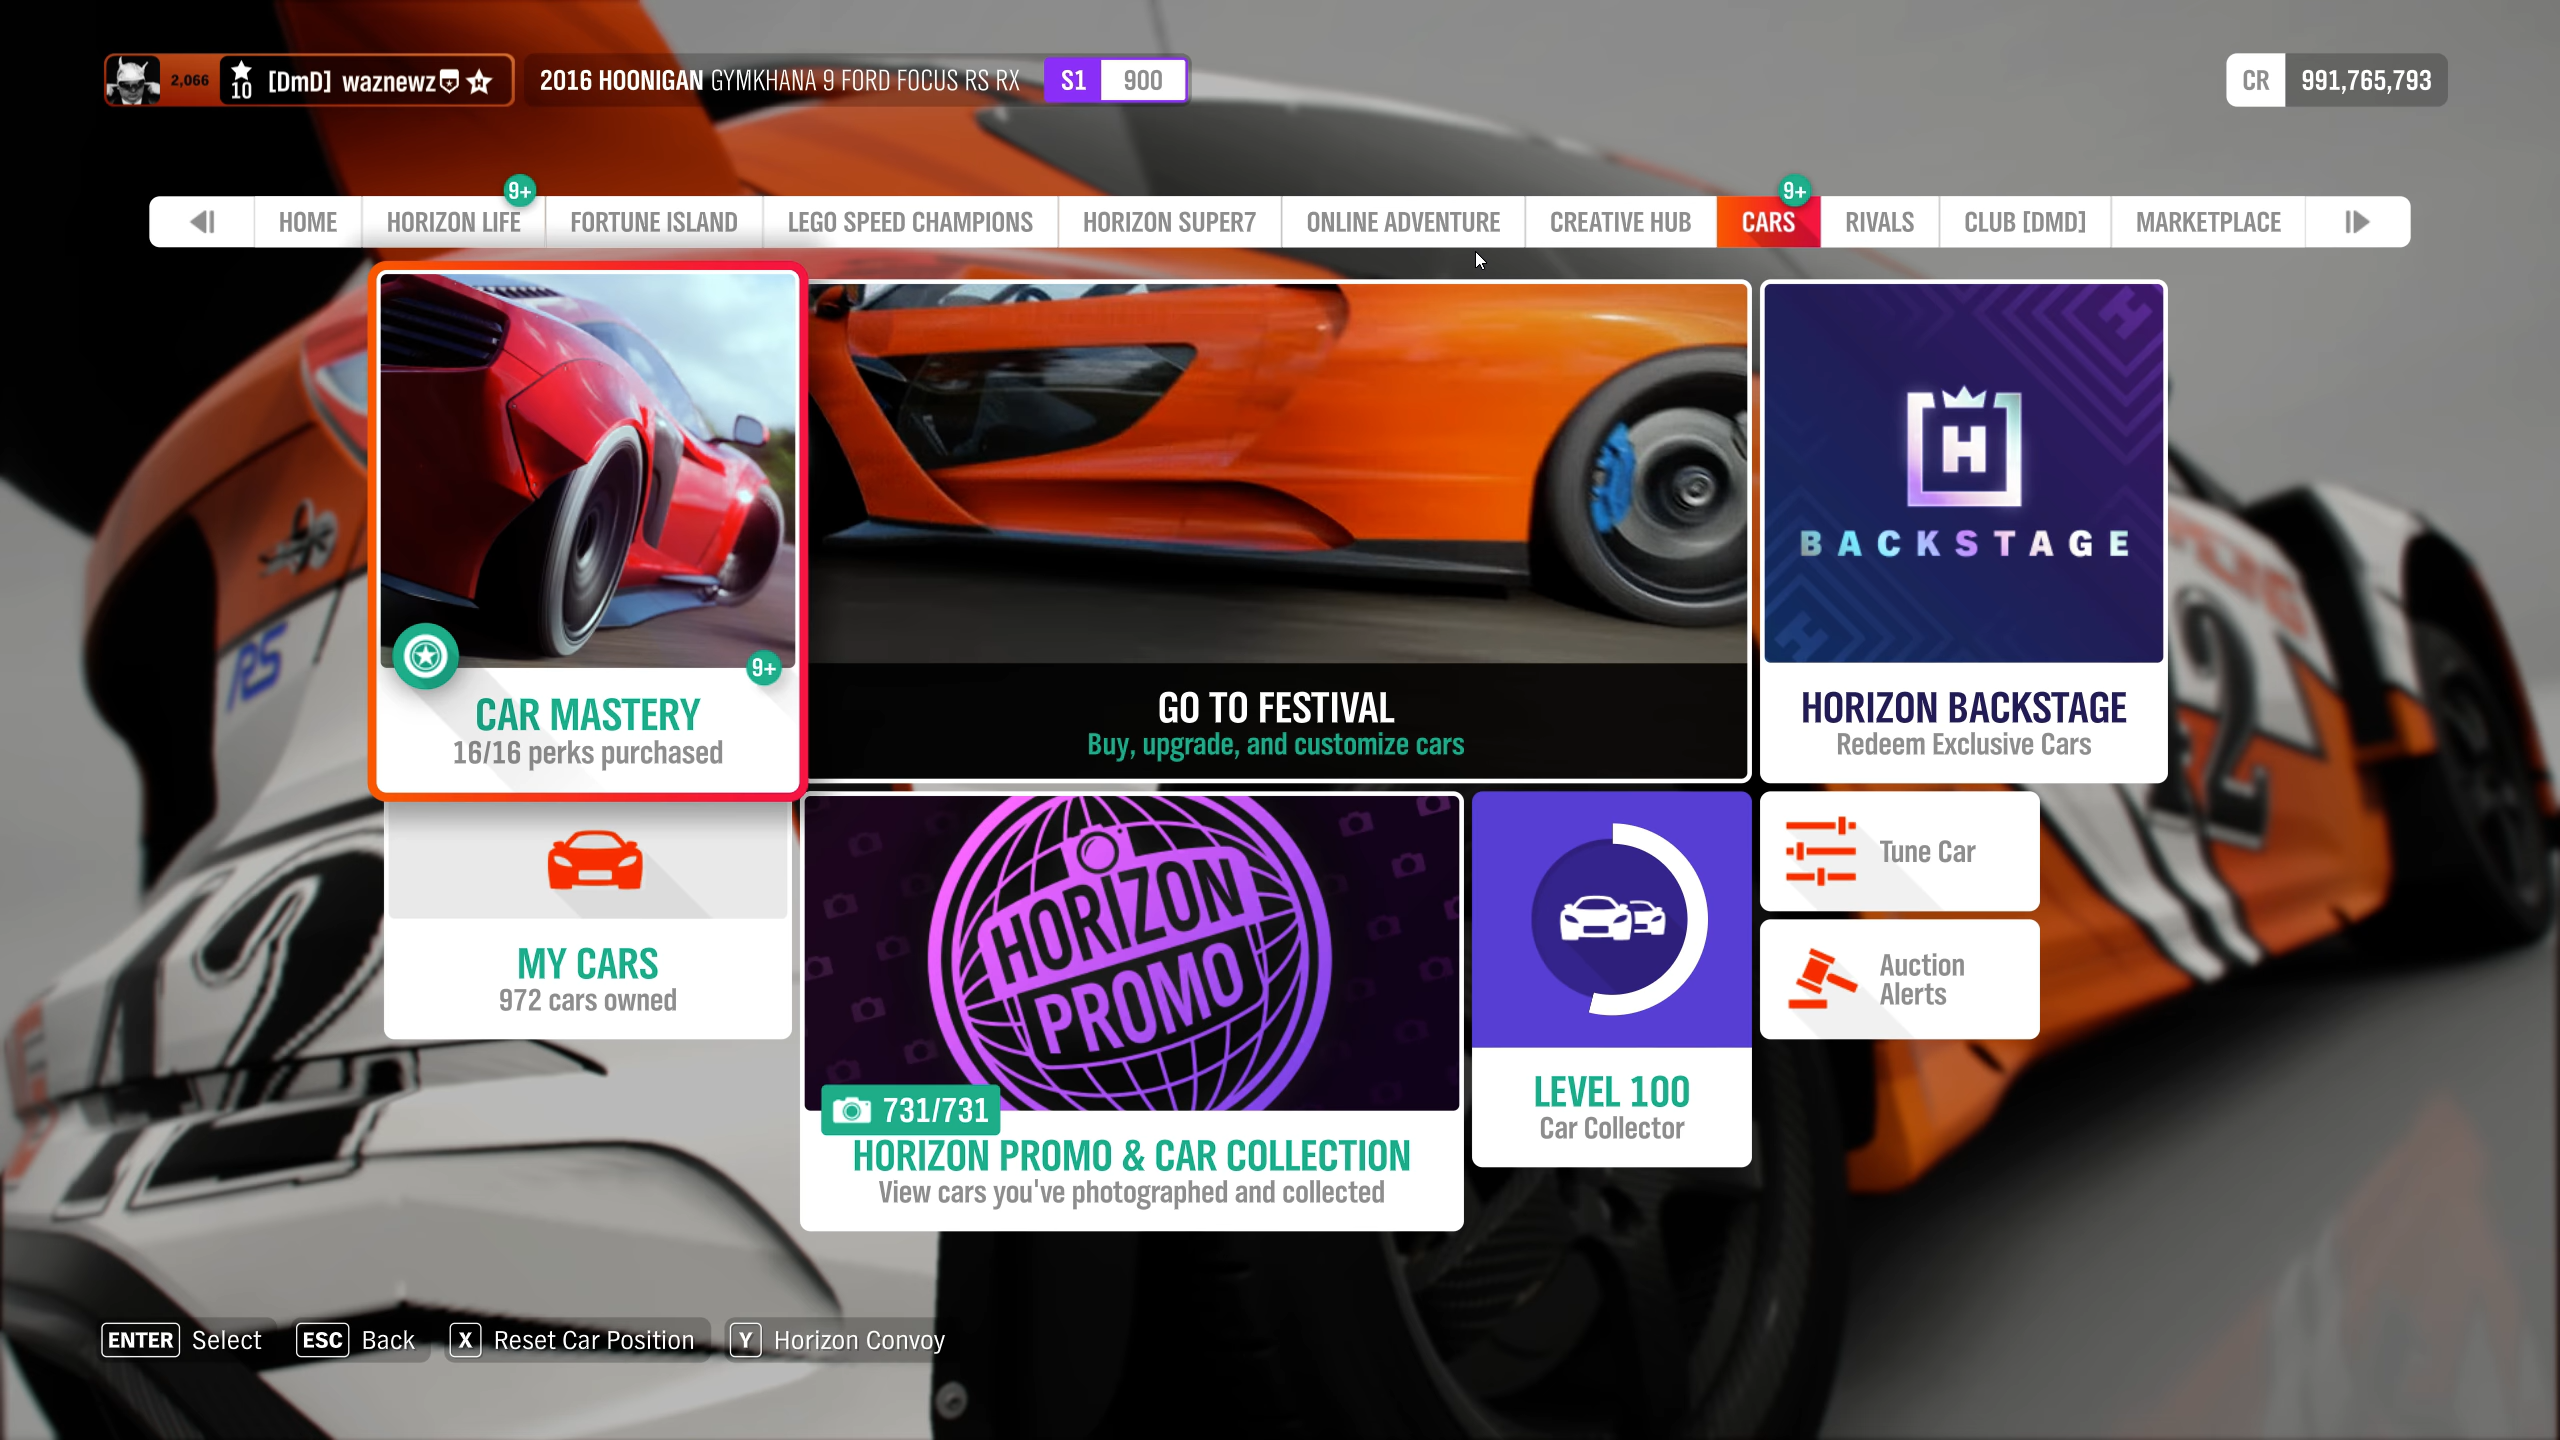 2,066
10
[DmD] waznewz
2016 HOONIGAN GYMKHANA 9 FORD FOCUS RS RX
S1 900
CR 991,765,793
9+
9+
HOME
HORIZON LIFE
FORTUNE ISLAND
LEGO SPEED CHAMPIONS
HORIZON SUPER7
ONLINE ADVENTURE
CREATIVE HUB
CARS
RIVALS
CLUB [DMD]
MARKETPLACE
9+
CAR MASTERY
16/16 perks purchased
GO TO FESTIVAL
Buy, upgrade, and customize cars
H
BACKSTAGE
HORIZON BACKSTAGE
Redeem Exclusive Cars
MY CARS
972 cars owned
HORIZON
PROMO
731/731
HORIZON PROMO & CAR COLLECTION
View cars you've photographed and collected
LEVEL 100
Car Collector
Tune Car
Auction
Alerts
RS
12
ENTER Select
ESC Back
X Reset Car Position
Y Horizon Convoy